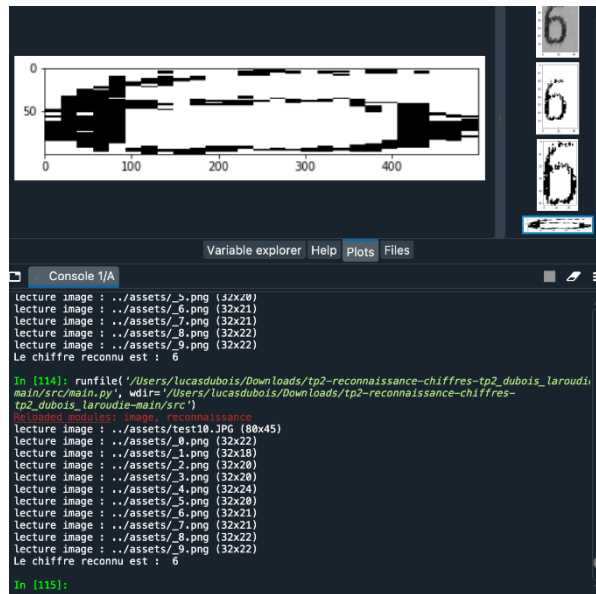 0
50
0 100 200 300 400
6
6
6
Variable explorer Help Plots Files
Console 1/A
lecture image : ../assets/_5.png (32x20)
lecture image : ../assets/_6.png (32x21)
lecture image : ../assets/_7.png (32x21)
lecture image : ../assets/_8.png (32x22)
lecture image : ../assets/_9.png (32x22)
Le chiffre reconnu est :  6
In [114]: runfile('/Users/lucasdubois/Downloads/tp2-reconnaissance-chiffres-tp2_dubois_laroudie-
main/src/main.py', wdir='/Users/lucasdubois/Downloads/tp2-reconnaissance-chiffres-
tp2_dubois_laroudie-main/src')
Reloaded modules: image, reconnaissance
lecture image : ../assets/test10.JPG (80x45)
lecture image : ../assets/_0.png (32x22)
lecture image : ../assets/_1.png (32x18)
lecture image : ../assets/_2.png (32x20)
lecture image : ../assets/_3.png (32x20)
lecture image : ../assets/_4.png (32x24)
lecture image : ../assets/_5.png (32x20)
lecture image : ../assets/_6.png (32x21)
lecture image : ../assets/_7.png (32x21)
lecture image : ../assets/_8.png (32x22)
lecture image : ../assets/_9.png (32x22)
Le chiffre reconnu est :  6
In [115]: